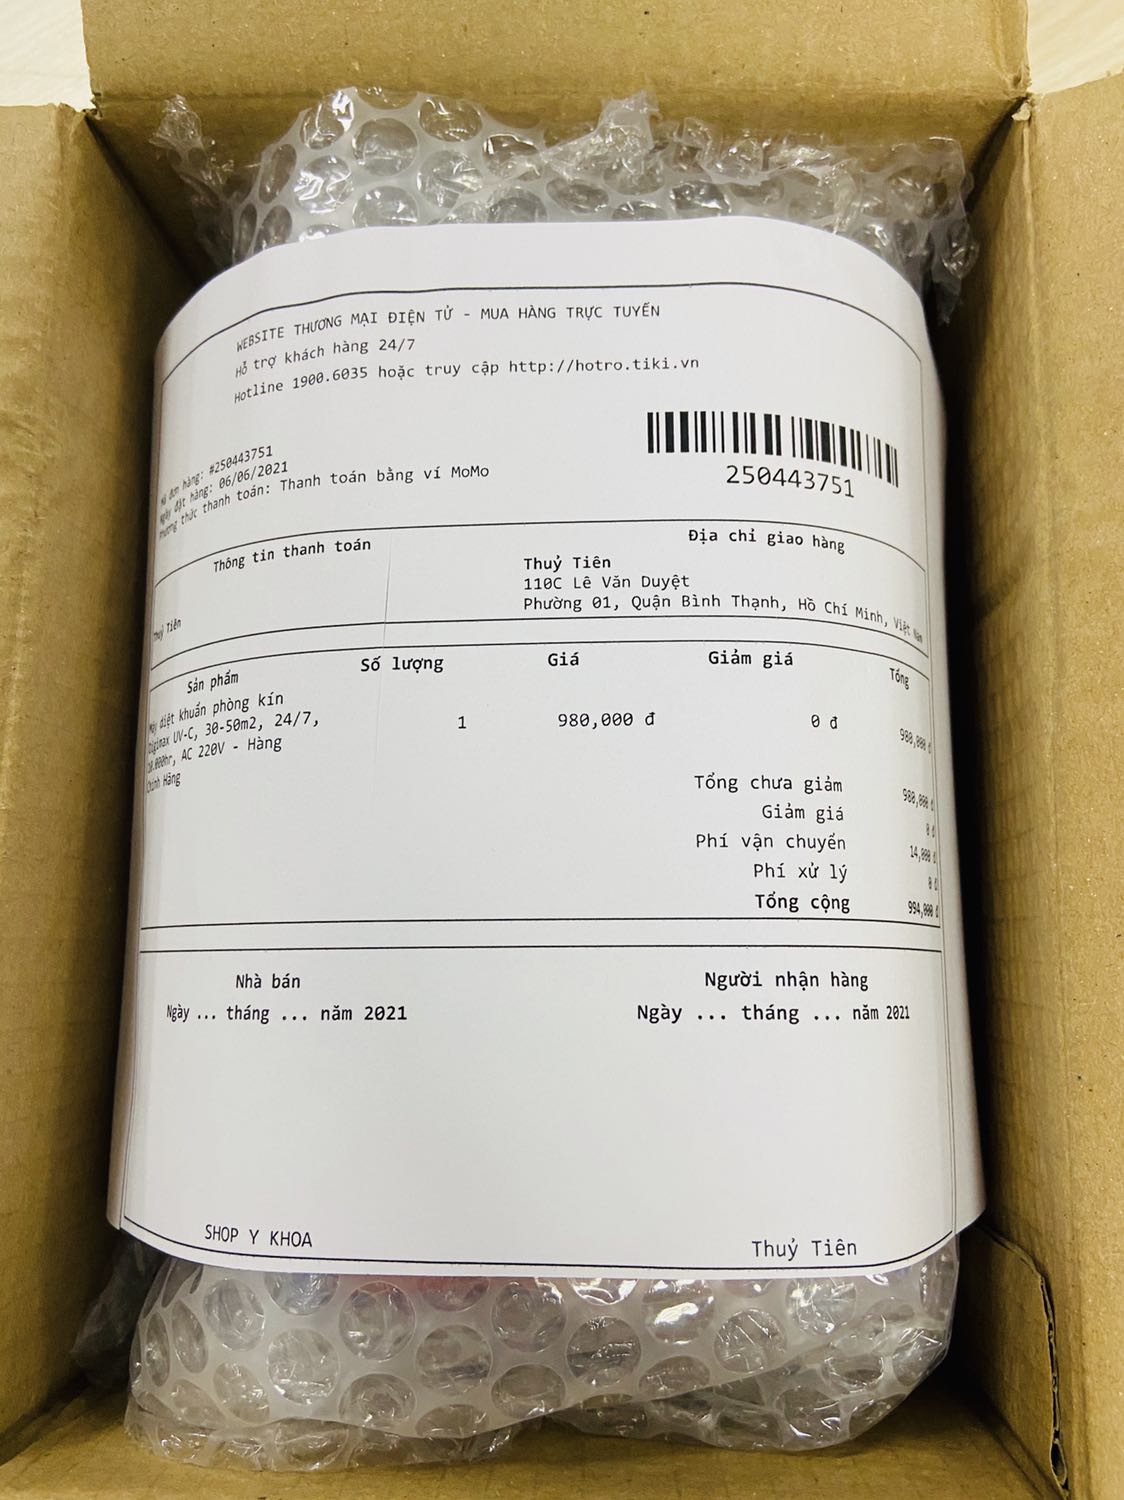 WEBSITE THƯƠNG MẠI ĐIỆN TỬ - MUA HÀNG TRỰC TUYẾN
Hỗ trợ khách hàng 24/7
Hotline 1900.6035 hoặc truy cập http://hotro.tiki.vn
250443751
Mã đơn hàng: #250443751
Ngày đặt hàng: 06/06/2021
Phương thức thanh toán: Thanh toán bằng ví MoMo
Thông tin thanh toán Địa chỉ giao hàng
Thuỷ Tiên
110C Lê Văn Duyệt
Phường 01, Quận Bình Thạnh, Hồ Chí Minh, Việt Nam
Thuỷ Tiên
Sản phẩm Số lượng Giá Giảm giá Tổng
Máy diệt khuẩn phòng kín
Digimax UV-C, 30-50m2, 24/7, 1 980,000 đ 0 đ 980,000 đ
AC 220V - Hàng
Chính Hãng
Tổng chưa giảm 980,000 đ
Giảm giá 0 đ
Phí vận chuyển 14,000 đ
Phí xử lý 0 đ
Tổng cộng 994,000 đ
Nhà bán Người nhận hàng
Ngày ... tháng ... năm 2021 Ngày ... tháng ... năm 2021
SHOP Y KHOA Thuỷ Tiên